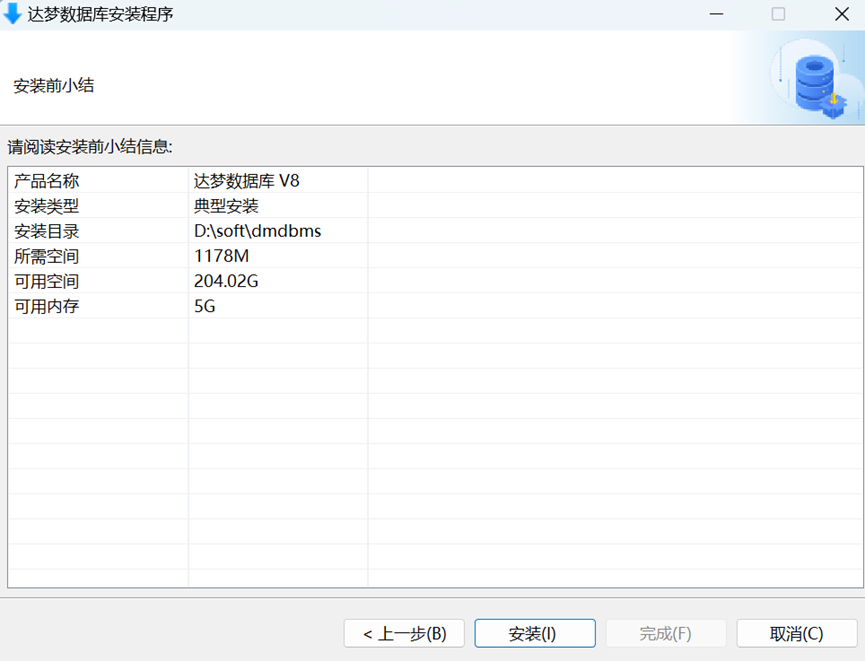 达梦数据库安装程序
安装前小结
请阅读安装前小结信息:
产品名称 达梦数据库 V8
安装类型 典型安装
安装目录 D:\soft\dmdbms
所需空间 1178M
可用空间 204.02G
可用内存 5G
< 上一步(B) 安装(I) 完成(F) 取消(C)